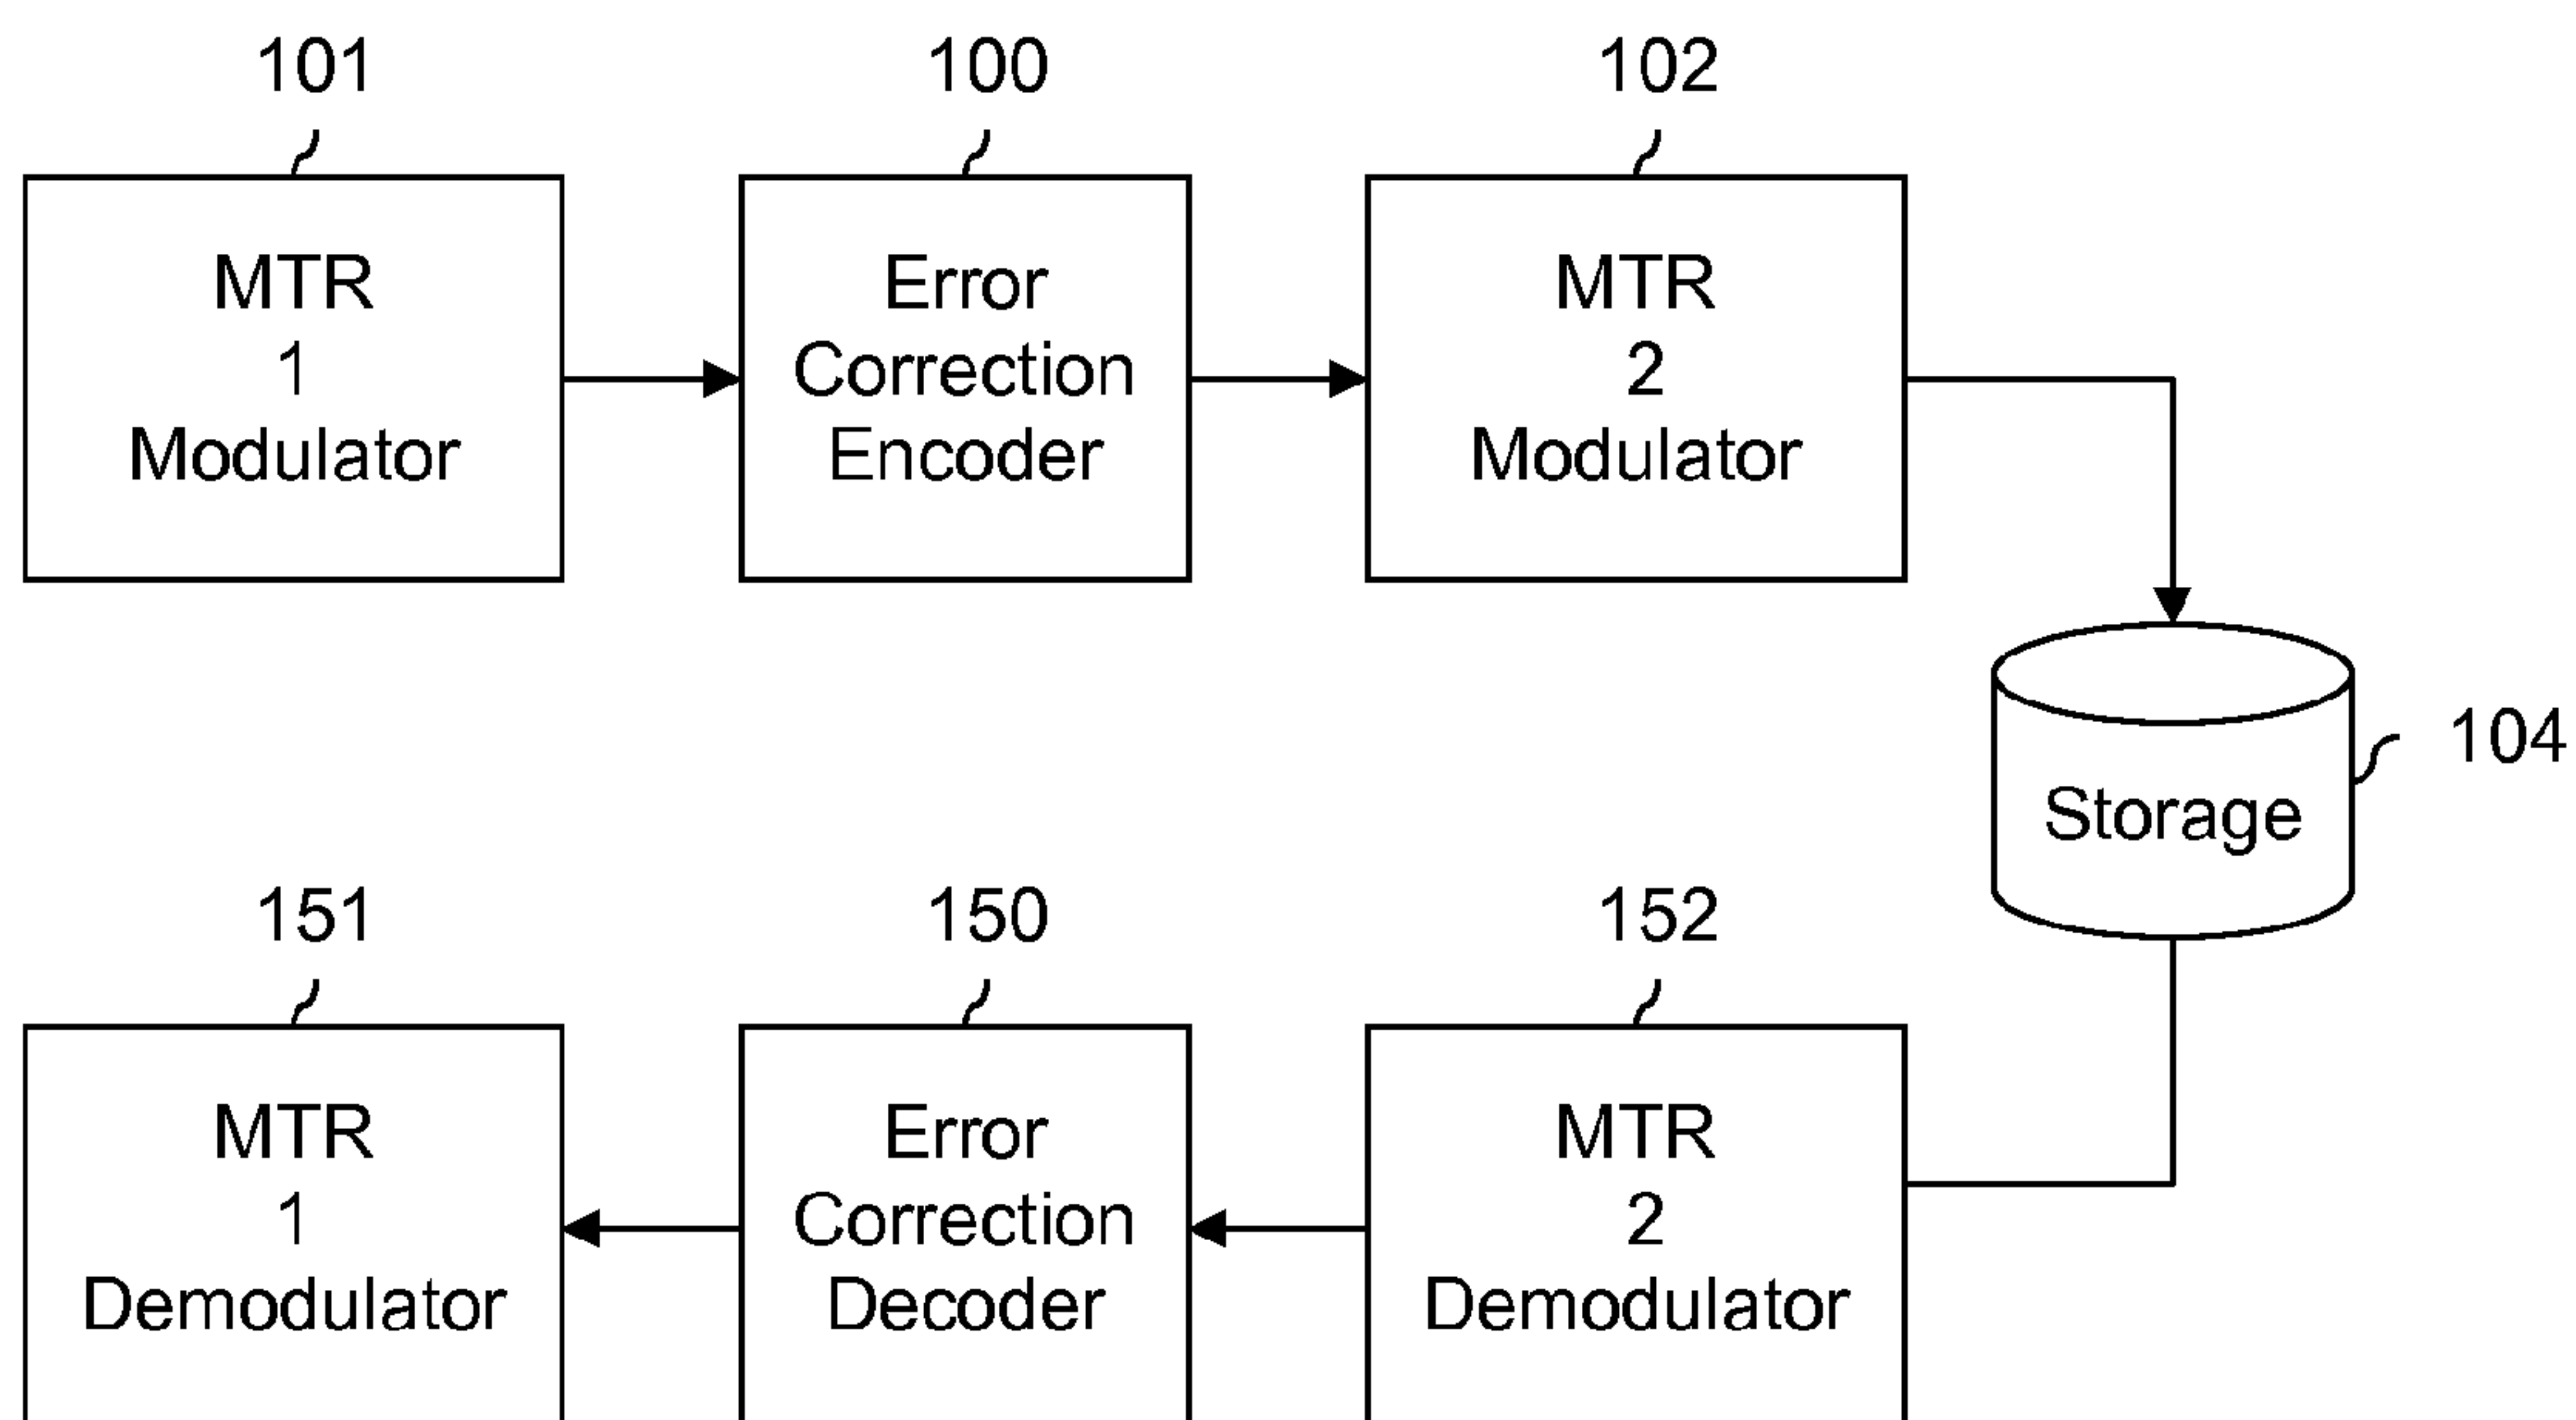 101
100
102
MTR
1
Modulator
Error
Correction
Encoder
MTR
2
Modulator
104
Storage
151
150
152
MTR
1
Demodulator
Error
Correction
Decoder
MTR
2
Demodulator